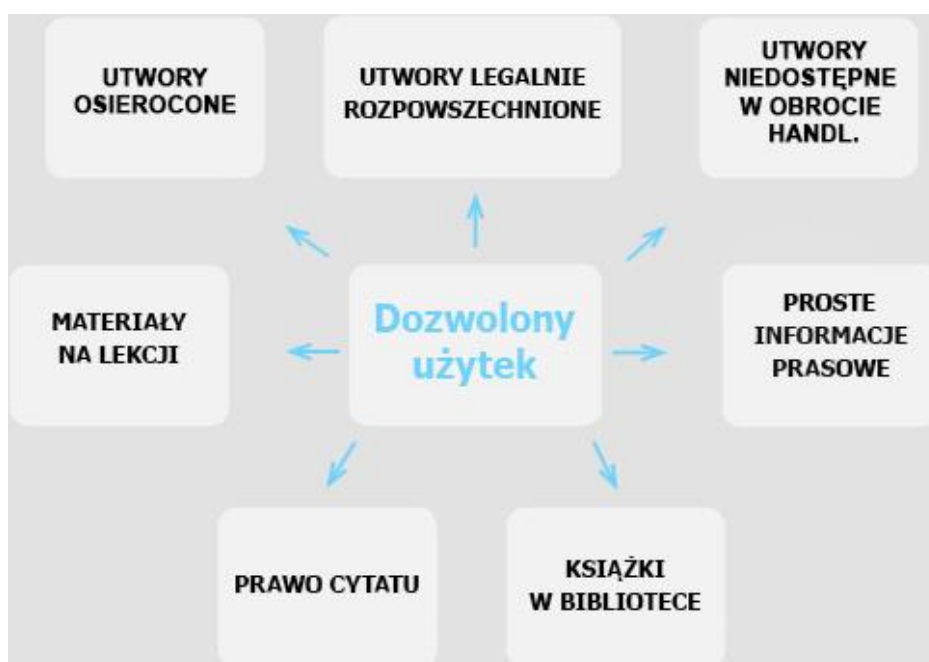 UTWORY
OSIEROCONE
UTWORY LEGALNIE
ROZPOWSZECHNIONE
UTWORY
NIEDOSTĘPNE
W OBROCIE
HANDL.
MATERIAŁY
NA LEKCJI
Dozwolony
użytek
PROSTE
INFORMACJE
PRASOWE
PRAWO CYTATU
KSIĄŻKI
W BIBLIOTECE